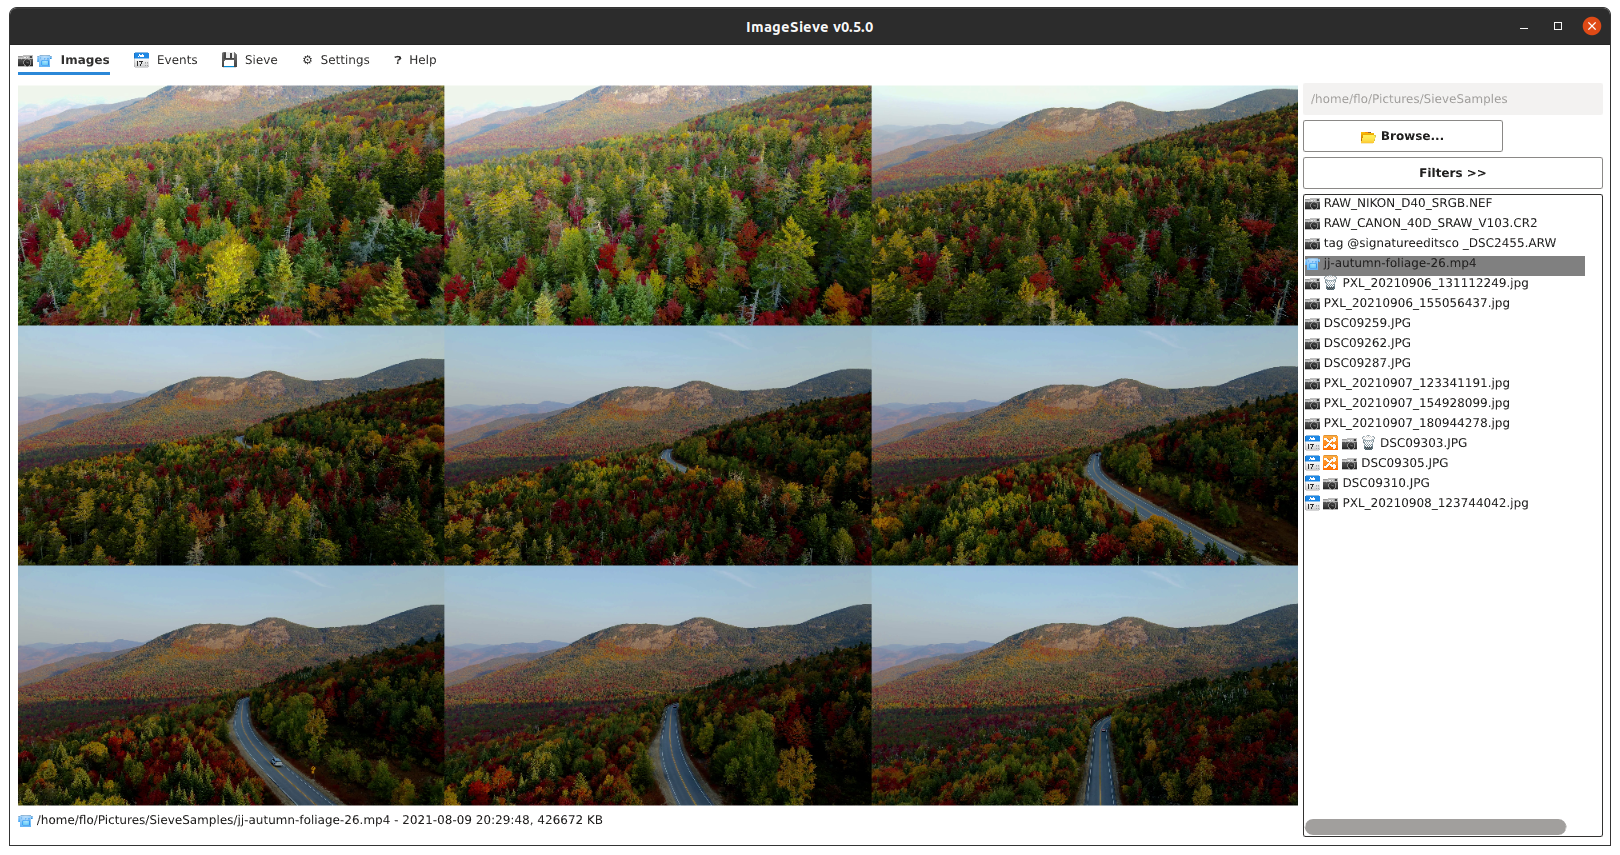 ImageSieve v0.5.0
Images Events Sieve Settings ? Help
/home/flo/Pictures/SieveSamples
Browse...
Filters >>
RAW_NIKON_D40_SRGB.NEF
RAW_CANON_40D_SRAW_V103.CR2
tag @signatureeditsco _DSC2455.ARW
jj-autumn-foliage-26.mp4
PXL_20210906_131112249.jpg
PXL_20210906_155056437.jpg
DSC09259.JPG
DSC09262.JPG
DSC09287.JPG
PXL_20210907_123341191.jpg
PXL_20210907_154928099.jpg
PXL_20210907_180944278.jpg
DSC09303.JPG
DSC09305.JPG
DSC09310.JPG
PXL_20210908_123744042.jpg
/home/flo/Pictures/SieveSamples/jj-autumn-foliage-26.mp4 - 2021-08-09 20:29:48, 426672 KB